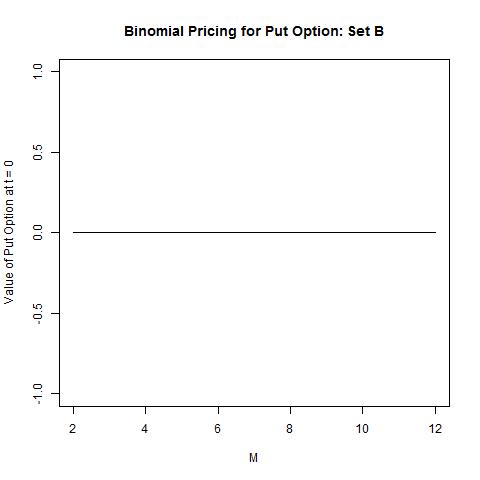 Binomial Pricing for Put Option: Set B
Value of Put Option at t = 0
1.0
0.5
0.0
-0.5
-1.0
2 4 6 8 10 12
M